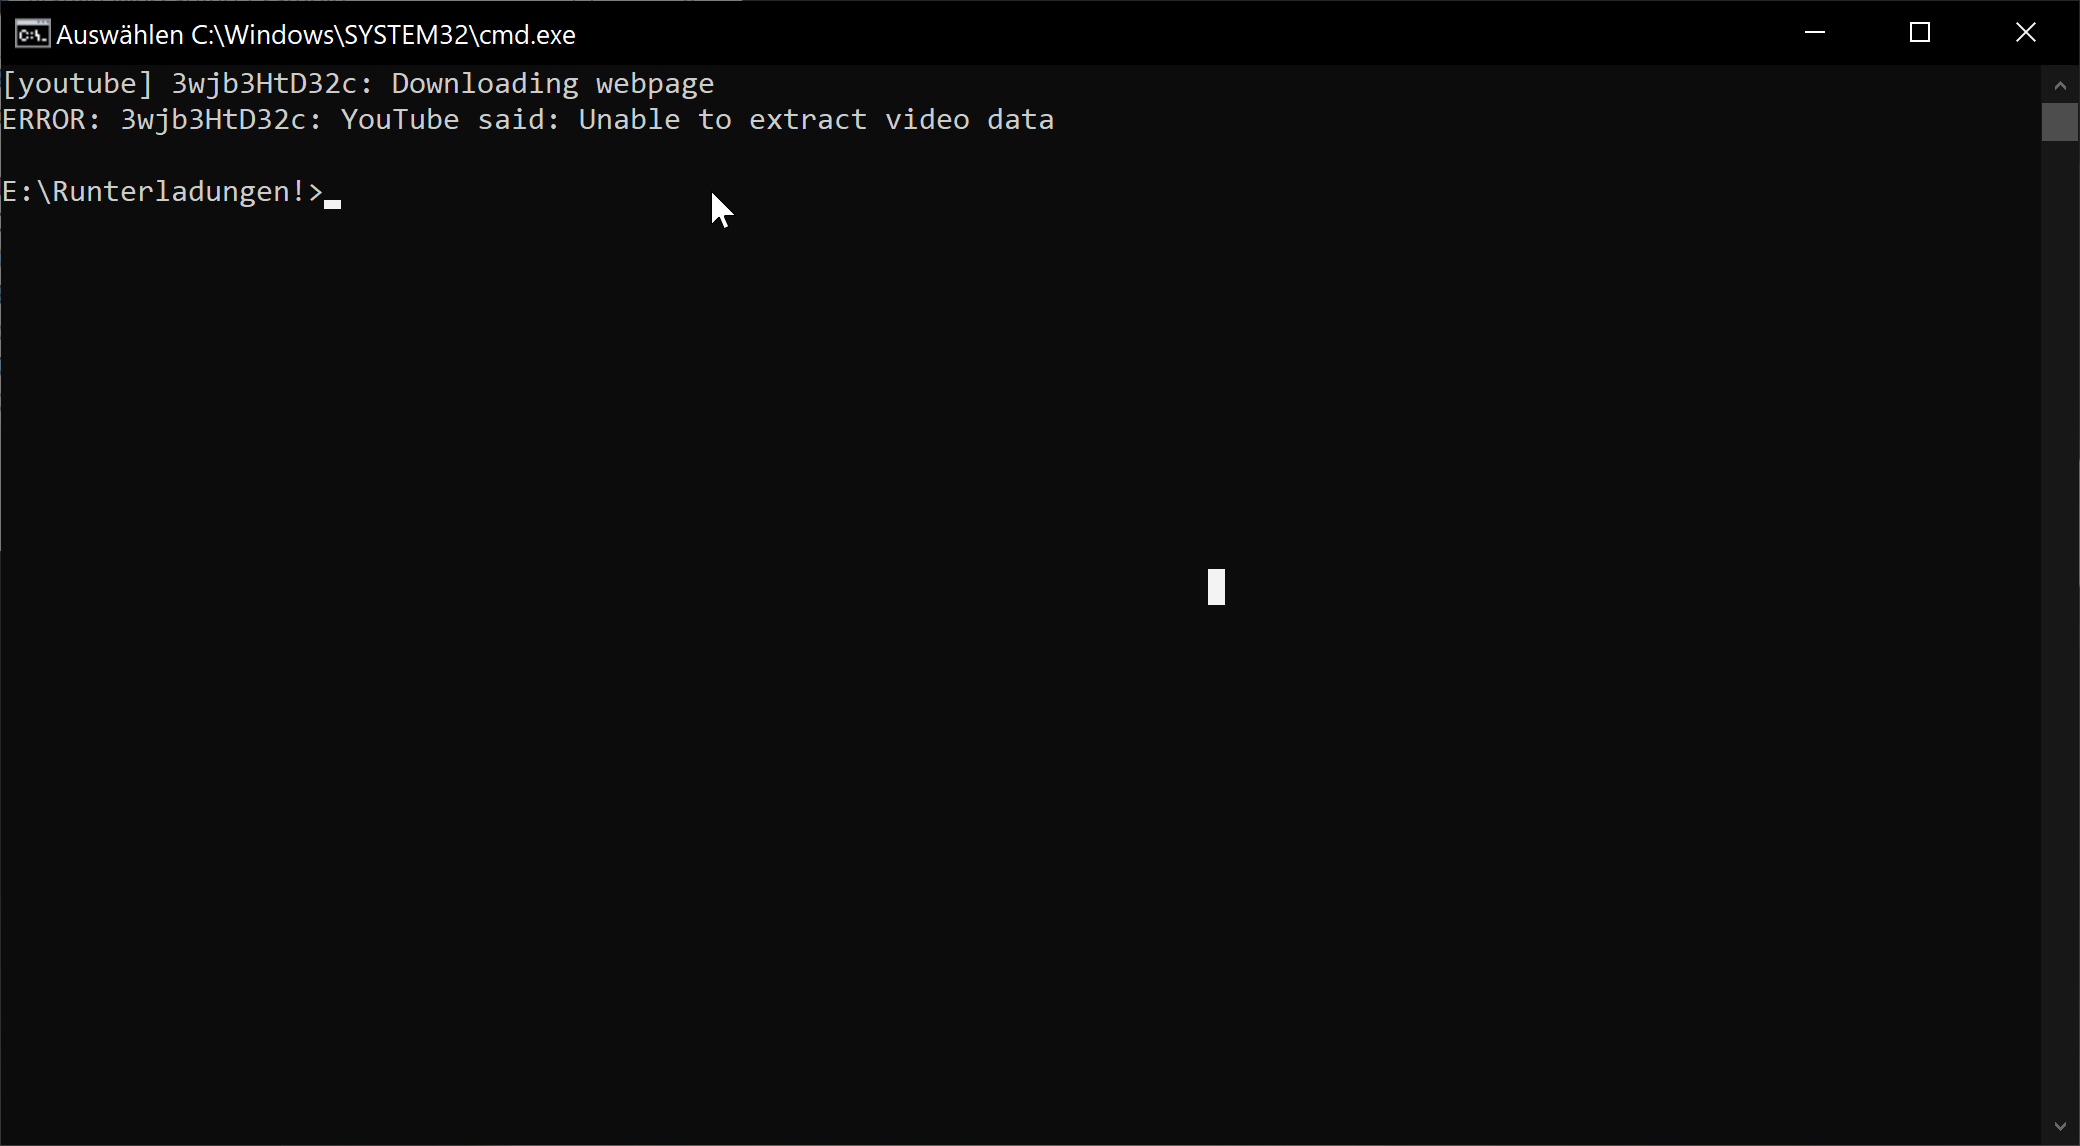 Auswählen C:\Windows\SYSTEM32\cmd.exe
[youtube] 3wjb3HtD32c: Downloading webpage
ERROR: 3wjb3HtD32c: YouTube said: Unable to extract video data
E:\Runterladungen!>